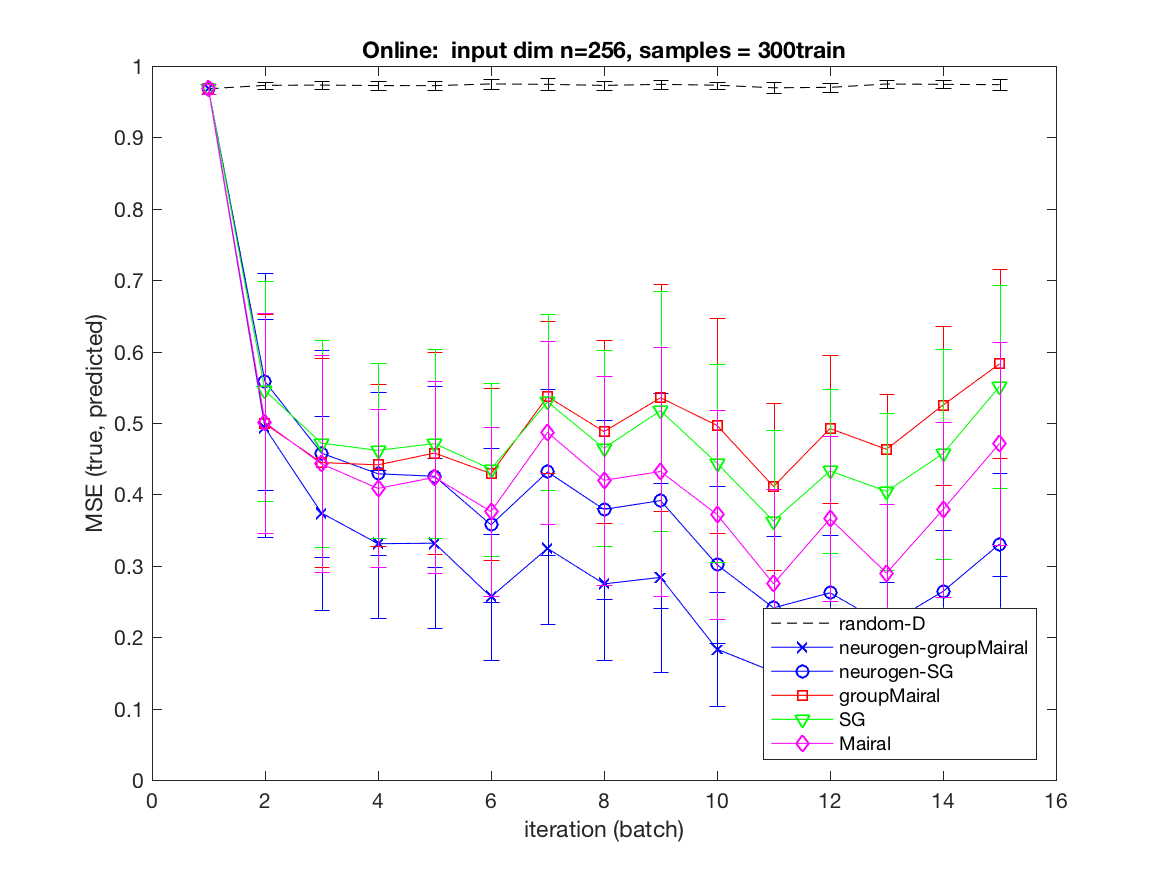 Online:  input dim n=256, samples = 300train
MSE (true, predicted)
1
0.9
0.8
0.7
0.6
0.5
0.4
0.3
0.2
0.1
0
0 2 4 6 8 10 12 14 16
iteration (batch)
random-D
neurogen-groupMairal
neurogen-SG
groupMairal
SG
Mairal